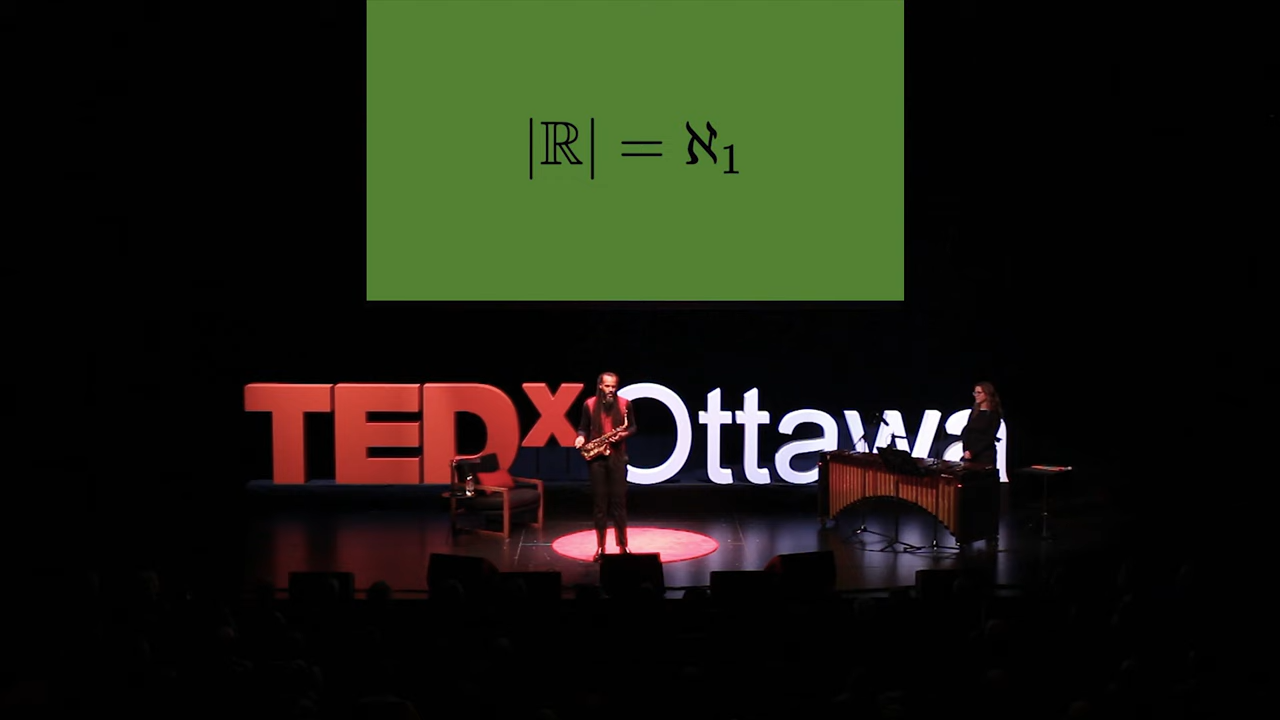 |ℝ| = ℵ₁
TEDxOttawa